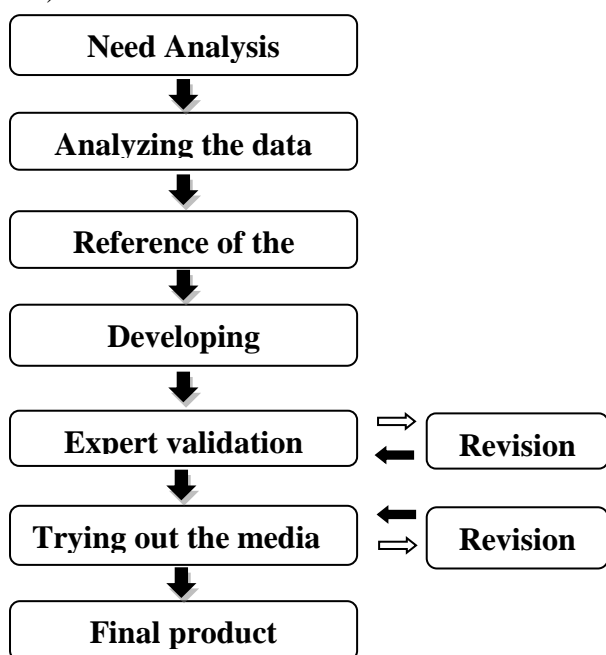 Need Analysis
Analyzing the data
Reference of the
Developing
Expert validation
Revision
Trying out the media
Revision
Final product